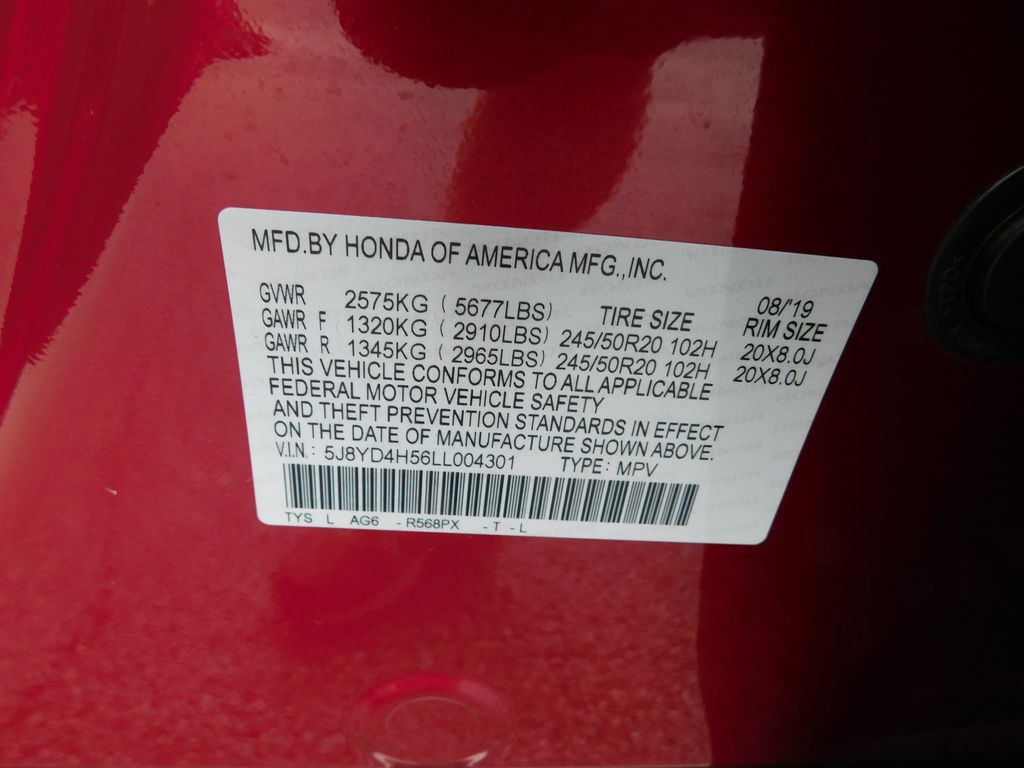 MFD.BY HONDA OF AMERICA MFG.,INC.
08/'19
GVWR 2575KG ( 5677LBS) TIRE SIZE RIM SIZE
GAWR F 1320KG ( 2910LBS) 245/50R20 102H 20X8.0J
GAWR R 1345KG ( 2965LBS) 245/50R20 102H 20X8.0J
THIS VEHICLE CONFORMS TO ALL APPLICABLE
FEDERAL MOTOR VEHICLE SAFETY
AND THEFT PREVENTION STANDARDS IN EFFECT
ON THE DATE OF MANUFACTURE SHOWN ABOVE.
V.I.N.: 5J8YD4H56LL004301 TYPE: MPV
TYS L AG6 -R568PX -T -L